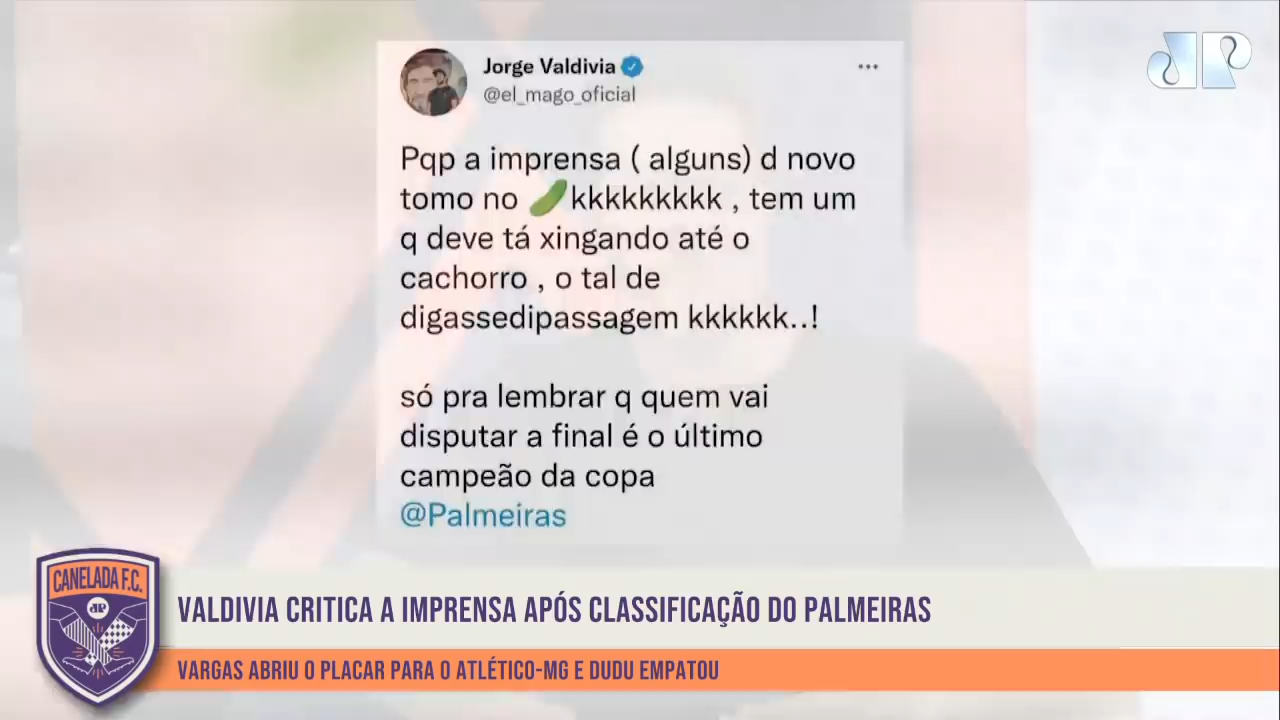 JP
Jorge Valdivia
@el_mago_oficial
Pqp a imprensa ( alguns) d novo
tomo no 🥒kkkkkkkkk , tem um
q deve tá xingando até o
cachorro , o tal de
digassedipassagem kkkkkk..!
só pra lembrar q quem vai
disputar a final é o último
campeão da copa
@Palmeiras
CANELADA F.C.
JP
VALDIVIA CRITICA A IMPRENSA APÓS CLASSIFICAÇÃO DO PALMEIRAS
VARGAS ABRIU O PLACAR PARA O ATLÉTICO-MG E DUDU EMPATOU